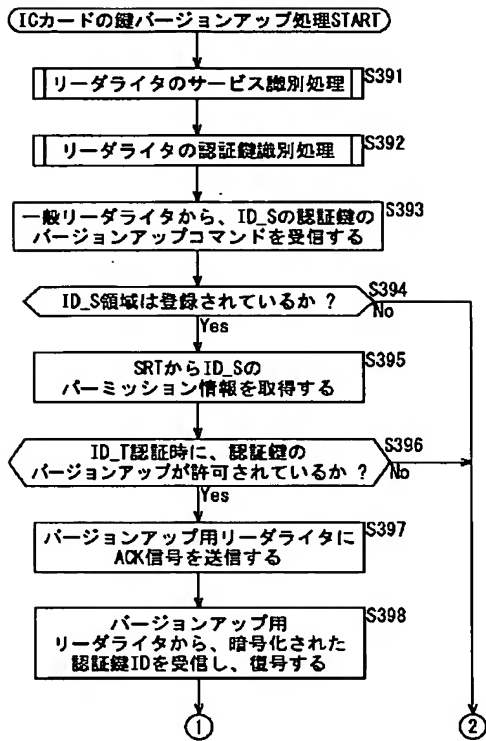 ICカードの鍵バージョンアップ処理START
リーダライタのサービス識別処理
S391
リーダライタの認証鍵識別処理
S392
一般リーダライタから、ID_Sの認証鍵の
バージョンアップコマンドを受信する
S393
ID_S領域は登録されているか ?
S394
No
Yes
SRTからID_Sの
パーミッション情報を取得する
S395
ID_T認証時に、認証鍵の
バージョンアップが許可されているか ?
S396
No
Yes
バージョンアップ用リーダライタに
ACK信号を送信する
S397
バージョンアップ用
リーダライタから、暗号化された
認証鍵IDを受信し、復号する
S398
1
2